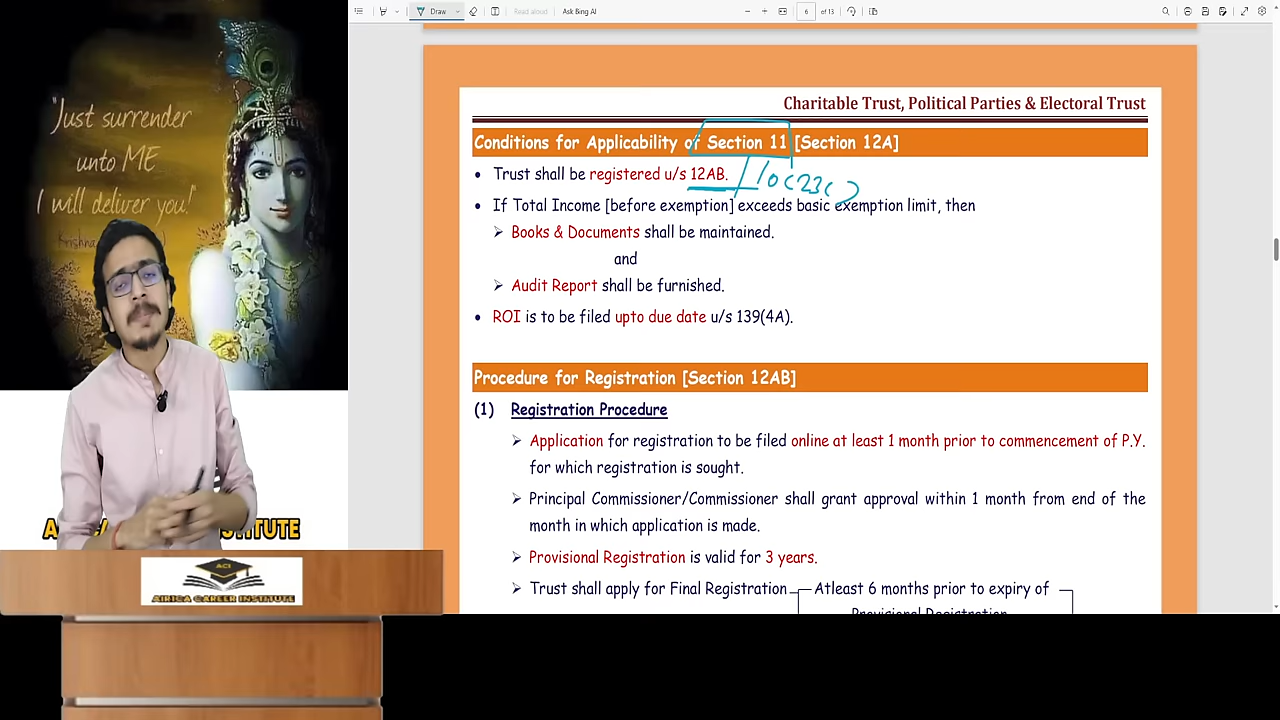 "Just surrender
unto ME
I will deliver you!"
Draw
Read aloud
Ask Bing AI
6
of 13
Charitable Trust, Political Parties & Electoral Trust
Conditions for Applicability of Section 11 [Section 12A]
• Trust shall be registered u/s 12AB. / 10(23C)
• If Total Income [before exemption] exceeds basic exemption limit, then
➢ Books & Documents shall be maintained.
and
➢ Audit Report shall be furnished.
• ROI is to be filed upto due date u/s 139(4A).
Procedure for Registration [Section 12AB]
(1) Registration Procedure
➢ Application for registration to be filed online at least 1 month prior to commencement of P.Y.
for which registration is sought.
➢ Principal Commissioner/Commissioner shall grant approval within 1 month from end of the
month in which application is made.
➢ Provisional Registration is valid for 3 years.
➢ Trust shall apply for Final Registration
Atleast 6 months prior to expiry of
Provisional Registration
ACI
AIRICA CAREER INSTITUTE